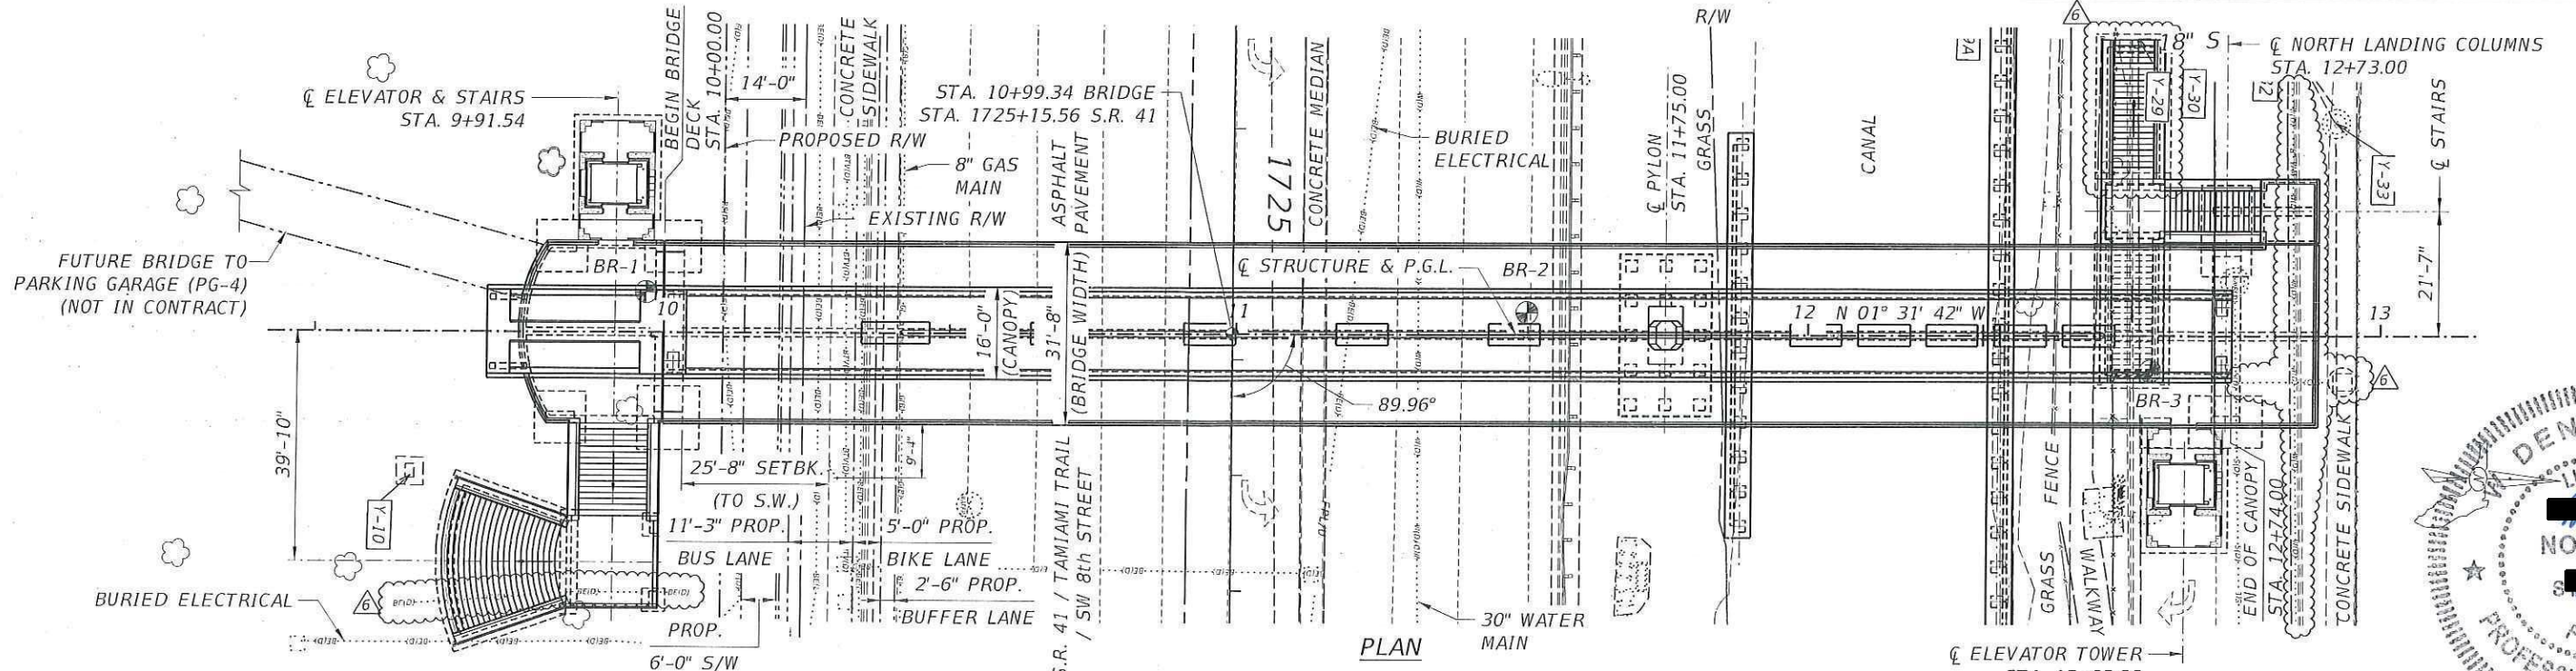 ℄ ELEVATOR & STAIRS
STA. 9+91.54
BEGIN BRIDGE
DECK
STA. 10+00.00
14'-0"
PROPOSED R/W
CONCRETE
SIDEWALK
8" GAS
MAIN
EXISTING R/W
STA. 10+99.34 BRIDGE
STA. 1725+15.56 S.R. 41
ASPHALT
PAVEMENT
1725
CONCRETE MEDIAN
BURIED
ELECTRICAL
R/W
℄ PYLON
STA. 11+75.00
GRASS
CANAL
6
18" S
℄ NORTH LANDING COLUMNS
STA. 12+73.00
Y-29
Y-30
Y-33
℄ STAIRS
21'-7"
FUTURE BRIDGE TO
PARKING GARAGE (PG-4)
(NOT IN CONTRACT)
BR-1
10
16'-0"
(CANOPY)
31'-8"
(BRIDGE WIDTH)
℄ STRUCTURE & P.G.L.
BR-2
11
12
N 01° 31' 42" W
13
89.96°
BR-3
6
39'-10"
Y-10
25'-8" SETBK.
(TO S.W.)
9'-4"
11'-3" PROP.
BUS LANE
5'-0" PROP.
BIKE LANE
2'-6" PROP.
BUFFER LANE
PROP.
6'-0" S/W
6
BURIED ELECTRICAL
S.R. 41 / TAMIAMI TRAIL
/ SW 8th STREET
30" WATER
MAIN
PLAN
GRASS
FENCE
WALKWAY
END OF CANOPY
STA. 12+74.00
CONCRETE SIDEWALK
℄ ELEVATOR TOWER